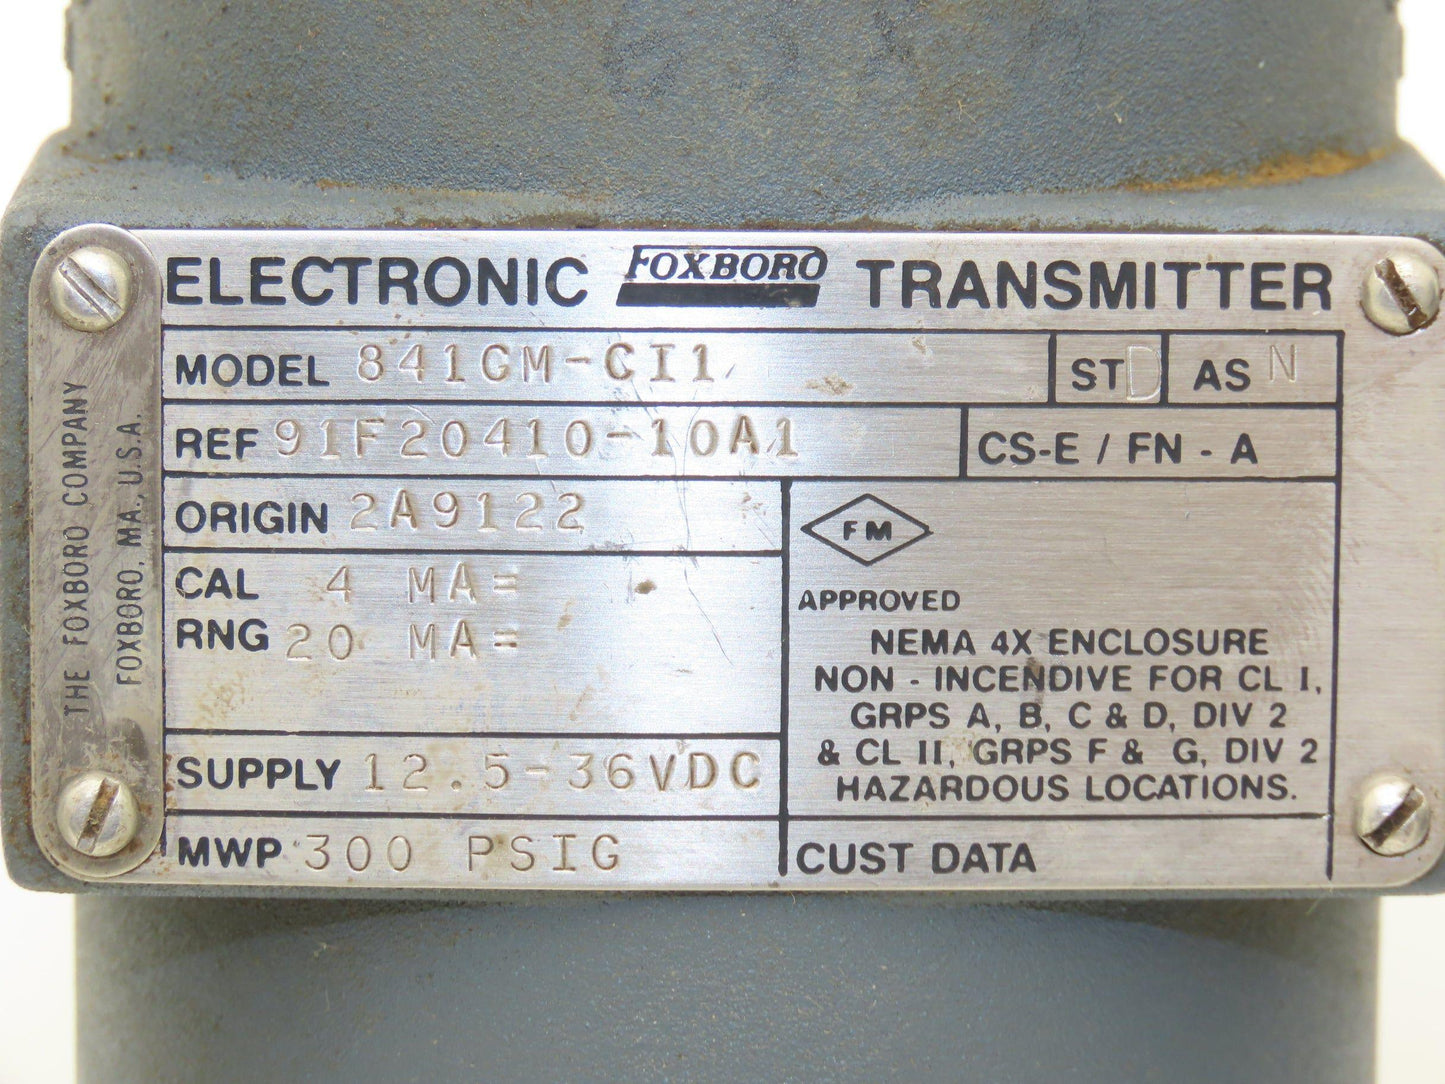 ELECTRONIC FOXBORO TRANSMITTER
MODEL 841GM-CI1 ST D AS N
REF 91F20410-10A1 CS-E / FN - A
ORIGIN 2A9122
CAL 4 MA=
RNG 20 MA=
SUPPLY 12.5-36VDC
MWP 300 PSIG
FM
APPROVED
NEMA 4X ENCLOSURE
NON - INCENDIVE FOR CL I,
GRPS A, B, C & D, DIV 2
& CL II, GRPS F & G, DIV 2
HAZARDOUS LOCATIONS.
CUST DATA
THE FOXBORO COMPANY
FOXBORO, MA., U.S.A.